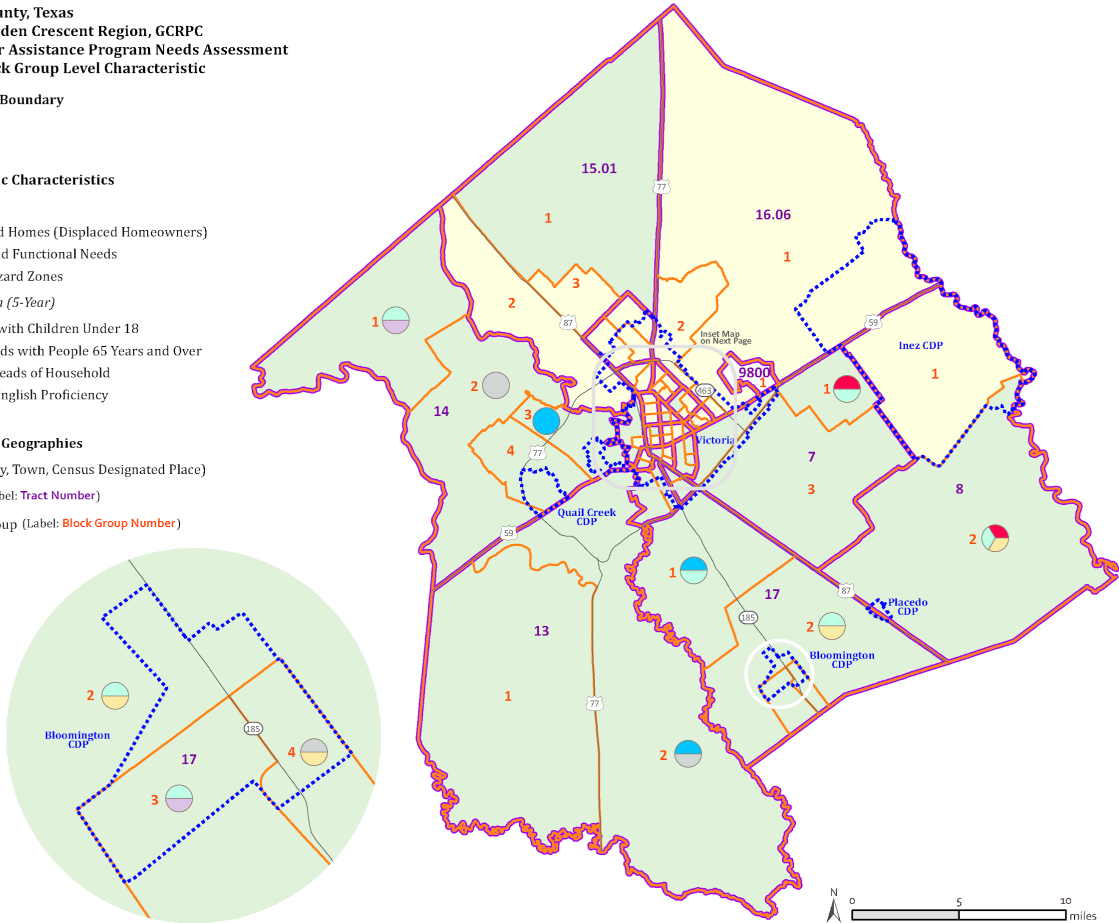 unty, Texas
den Crescent Region, GCRPC
r Assistance Program Needs Assessment
ck Group Level Characteristic
Boundary
c Characteristics
d Homes (Displaced Homeowners)
d Functional Needs
zard Zones
a (5-Year)
with Children Under 18
ds with People 65 Years and Over
eads of Household
nglish Proficiency
Geographies
y, Town, Census Designated Place)
bel: Tract Number)
oup (Label: Block Group Number)
15.01
77
16.06
1
1
3
2
87
2
59
1
Inset Map
on Next Page
Inez CDP
1
9800
1
1
463
2
14
3
4
77
Victoria
7
3
8
Quail Creek
CDP
59
2
1
17
87
Placedo
CDP
185
2
Bloomington
CDP
13
1
77
2
2
Bloomington
CDP
185
17
4
3
N
0
5
10
miles